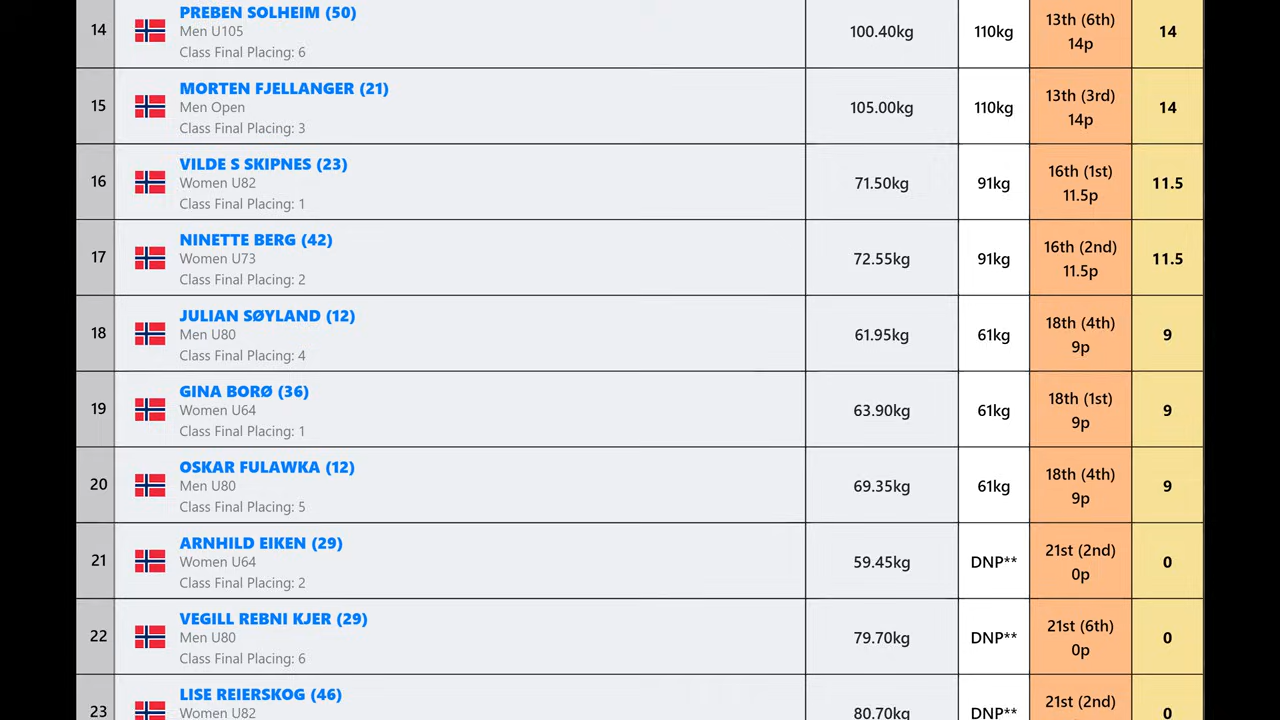 14
PREBEN SOLHEIM (50)
Men U105
Class Final Placing: 6
100.40kg
110kg
13th (6th)
14p
14
15
MORTEN FJELLANGER (21)
Men Open
Class Final Placing: 3
105.00kg
110kg
13th (3rd)
14p
14
16
VILDE S SKIPNES (23)
Women U82
Class Final Placing: 1
71.50kg
91kg
16th (1st)
11.5p
11.5
17
NINETTE BERG (42)
Women U73
Class Final Placing: 2
72.55kg
91kg
16th (2nd)
11.5p
11.5
18
JULIAN SØYLAND (12)
Men U80
Class Final Placing: 4
61.95kg
61kg
18th (4th)
9p
9
19
GINA BORØ (36)
Women U64
Class Final Placing: 1
63.90kg
61kg
18th (1st)
9p
9
20
OSKAR FULAWKA (12)
Men U80
Class Final Placing: 5
69.35kg
61kg
18th (4th)
9p
9
21
ARNHILD EIKEN (29)
Women U64
Class Final Placing: 2
59.45kg
DNP**
21st (2nd)
0p
0
22
VEGILL REBNI KJER (29)
Men U80
Class Final Placing: 6
79.70kg
DNP**
21st (6th)
0p
0
23
LISE REIERSKOG (46)
Women U82
80.70kg
DNP**
21st (2nd)
0